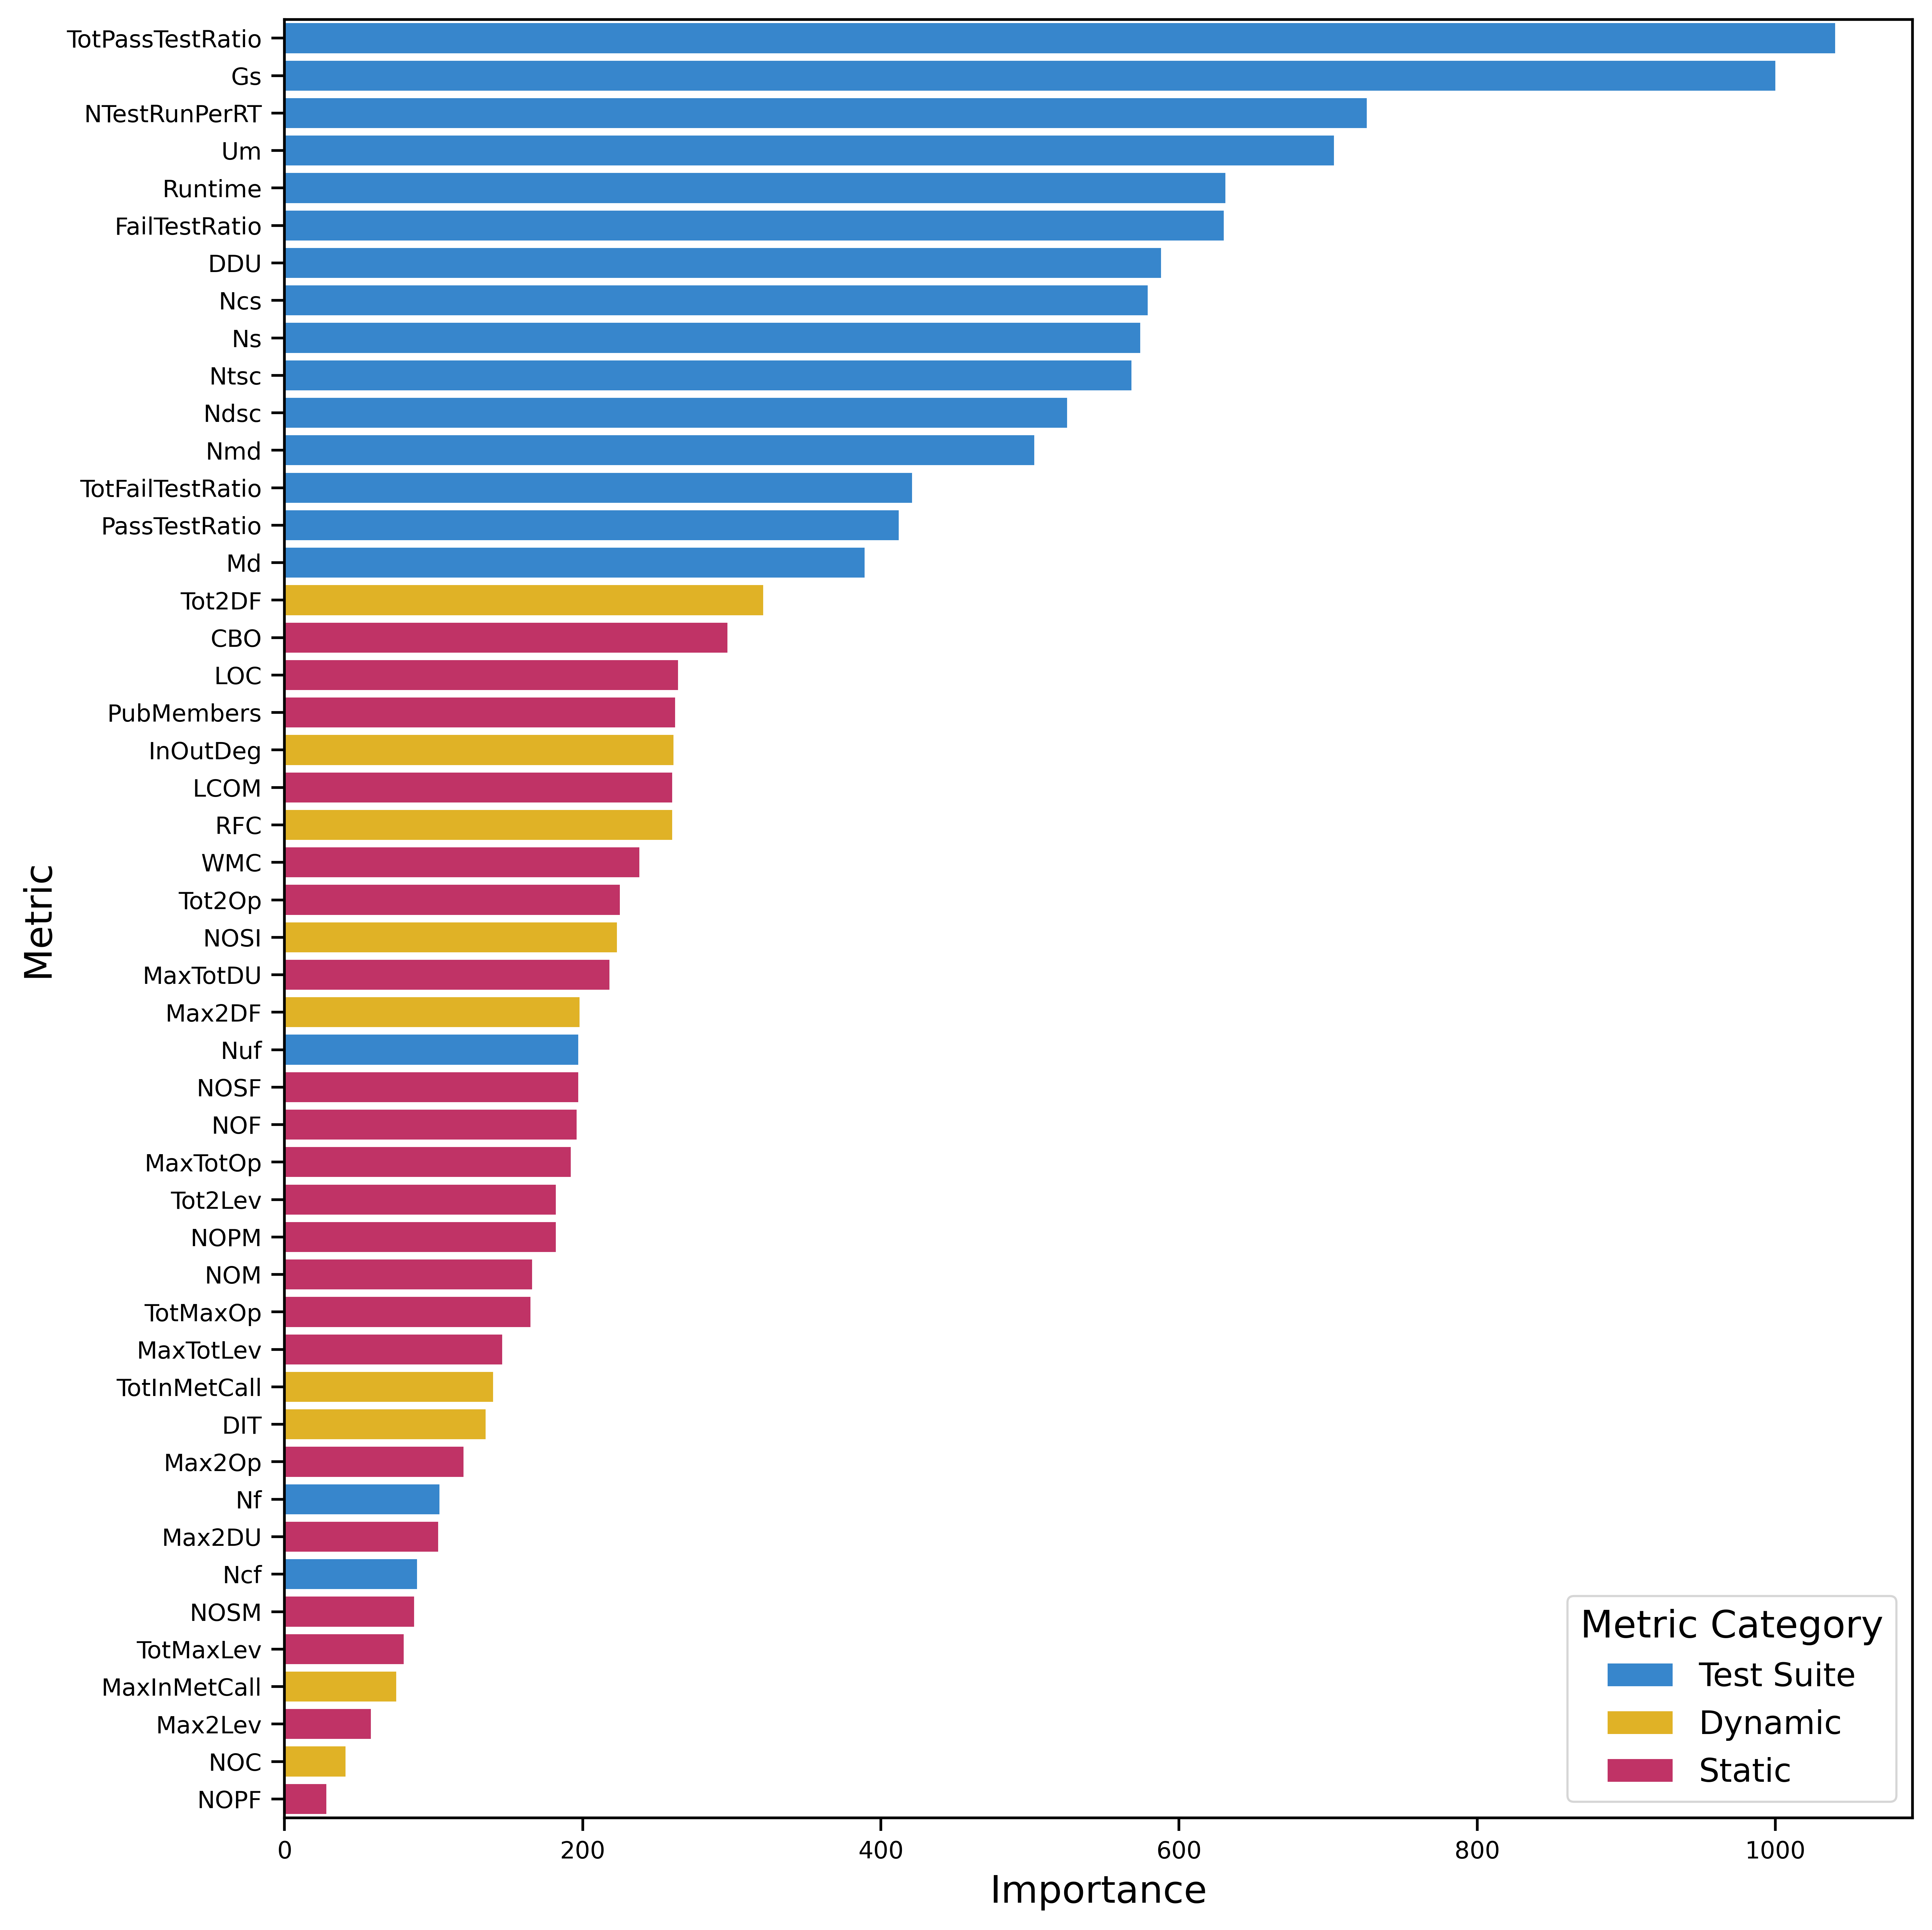 TotPassTestRatio
Gs
NTestRunPerRT
Um
Runtime
FailTestRatio
DDU
Ncs
Ns
Ntsc
Ndsc
Nmd
TotFailTestRatio
PassTestRatio
Md
Tot2DF
CBO
LOC
PubMembers
InOutDeg
LCOM
RFC
WMC
Tot2Op
NOSI
MaxTotDU
Max2DF
Nuf
NOSF
NOF
MaxTotOp
Tot2Lev
NOPM
NOM
TotMaxOp
MaxTotLev
TotInMetCall
DIT
Max2Op
Nf
Max2DU
Ncf
NOSM
TotMaxLev
MaxInMetCall
Max2Lev
NOC
NOPF
Metric
0 200 400 600 800 1000
Importance
Metric Category
Test Suite
Dynamic
Static